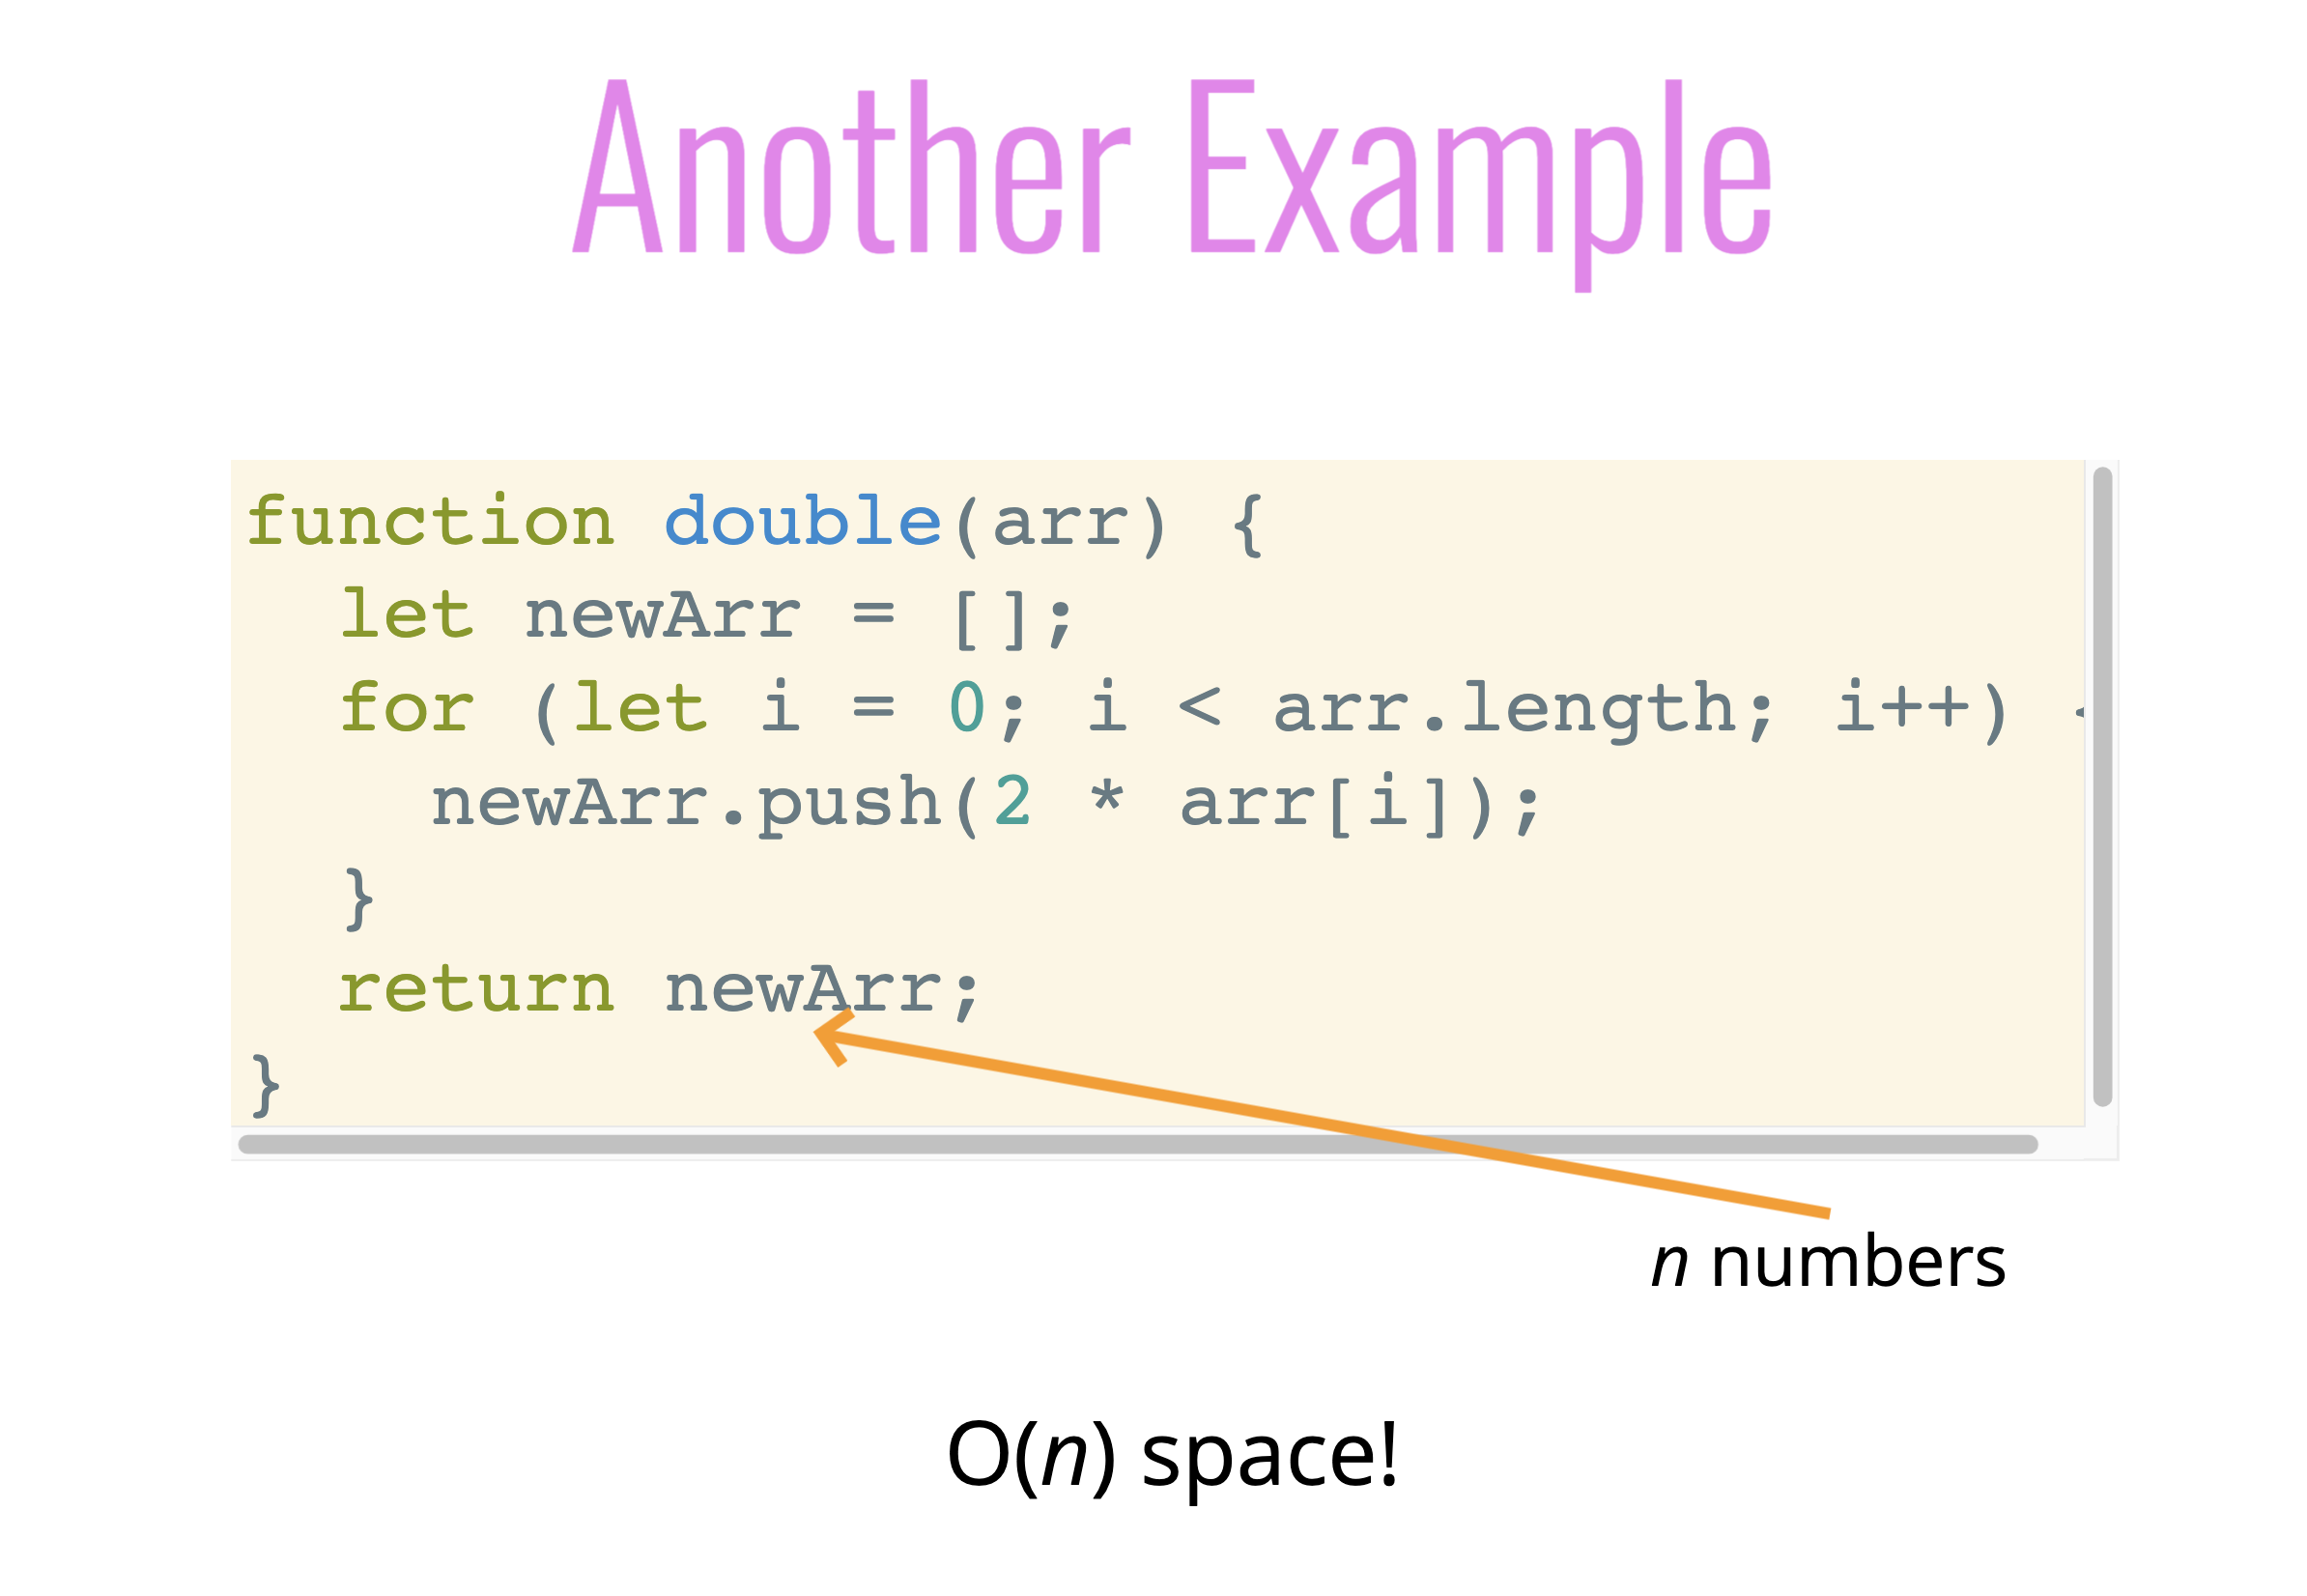 Another Example
function double(arr) {
let newArr = [];
for (let i = 0; i < arr.length; i++)
newArr.push(2 * arr[i]);
}
return newArr;
}
n numbers
O(n) space!